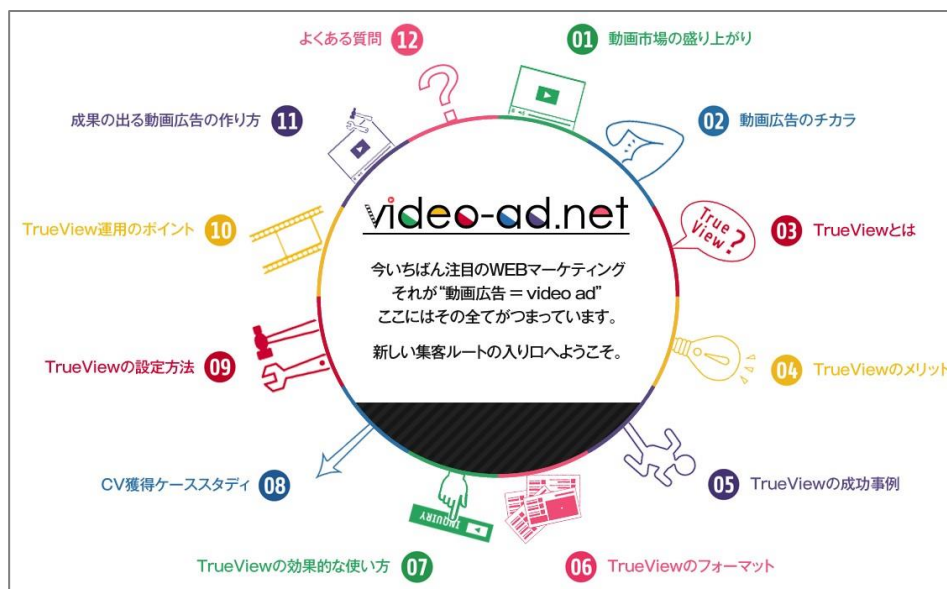 video-ad.net
今いちばん注目のWEBマーケティング
それが“動画広告 = video ad”
ここにはその全てがつまっています。
新しい集客ルートの入り口へようこそ。
01 動画市場の盛り上がり
02 動画広告のチカラ
True View?
03 TrueViewとは
04 TrueViewのメリット
05 TrueViewの成功事例
06 TrueViewのフォーマット
INQUIRY
07 TrueViewの効果的な使い方
08 CV獲得ケーススタディ
09 TrueViewの設定方法
10 TrueView運用のポイント
11 成果の出る動画広告の作り方
12 よくある質問